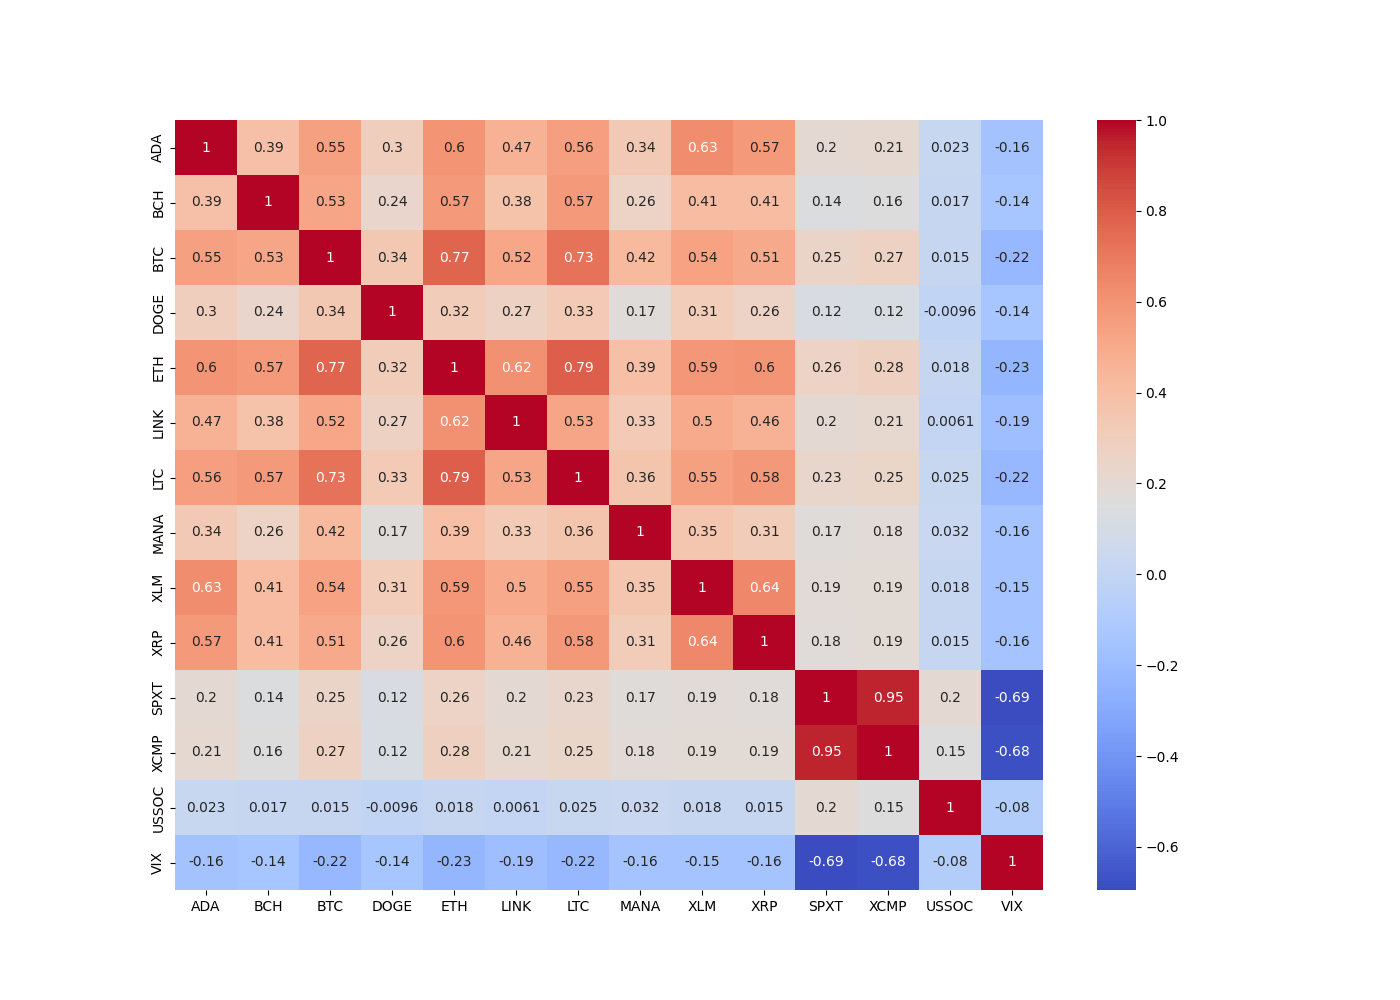 ADA 1 0.39 0.55 0.3 0.6 0.47 0.56 0.34 0.63 0.57 0.2 0.21 0.023 -0.16
BCH 0.39 1 0.53 0.24 0.57 0.38 0.57 0.26 0.41 0.41 0.14 0.16 0.017 -0.14
BTC 0.55 0.53 1 0.34 0.77 0.52 0.73 0.42 0.54 0.51 0.25 0.27 0.015 -0.22
DOGE 0.3 0.24 0.34 1 0.32 0.27 0.33 0.17 0.31 0.26 0.12 0.12 -0.0096 -0.14
ETH 0.6 0.57 0.77 0.32 1 0.62 0.79 0.39 0.59 0.6 0.26 0.28 0.018 -0.23
LINK 0.47 0.38 0.52 0.27 0.62 1 0.53 0.33 0.5 0.46 0.2 0.21 0.0061 -0.19
LTC 0.56 0.57 0.73 0.33 0.79 0.53 1 0.36 0.55 0.58 0.23 0.25 0.025 -0.22
MANA 0.34 0.26 0.42 0.17 0.39 0.33 0.36 1 0.35 0.31 0.17 0.18 0.032 -0.16
XLM 0.63 0.41 0.54 0.31 0.59 0.5 0.55 0.35 1 0.64 0.19 0.19 0.018 -0.15
XRP 0.57 0.41 0.51 0.26 0.6 0.46 0.58 0.31 0.64 1 0.18 0.19 0.015 -0.16
SPXT 0.2 0.14 0.25 0.12 0.26 0.2 0.23 0.17 0.19 0.18 1 0.95 0.2 -0.69
XCMP 0.21 0.16 0.27 0.12 0.28 0.21 0.25 0.18 0.19 0.19 0.95 1 0.15 -0.68
USSOC 0.023 0.017 0.015 -0.0096 0.018 0.0061 0.025 0.032 0.018 0.015 0.2 0.15 1 -0.08
VIX -0.16 -0.14 -0.22 -0.14 -0.23 -0.19 -0.22 -0.16 -0.15 -0.16 -0.69 -0.68 -0.08 1
ADA BCH BTC DOGE ETH LINK LTC MANA XLM XRP SPXT XCMP USSOC VIX
1.0
0.8
0.6
0.4
0.2
0.0
−0.2
−0.4
−0.6